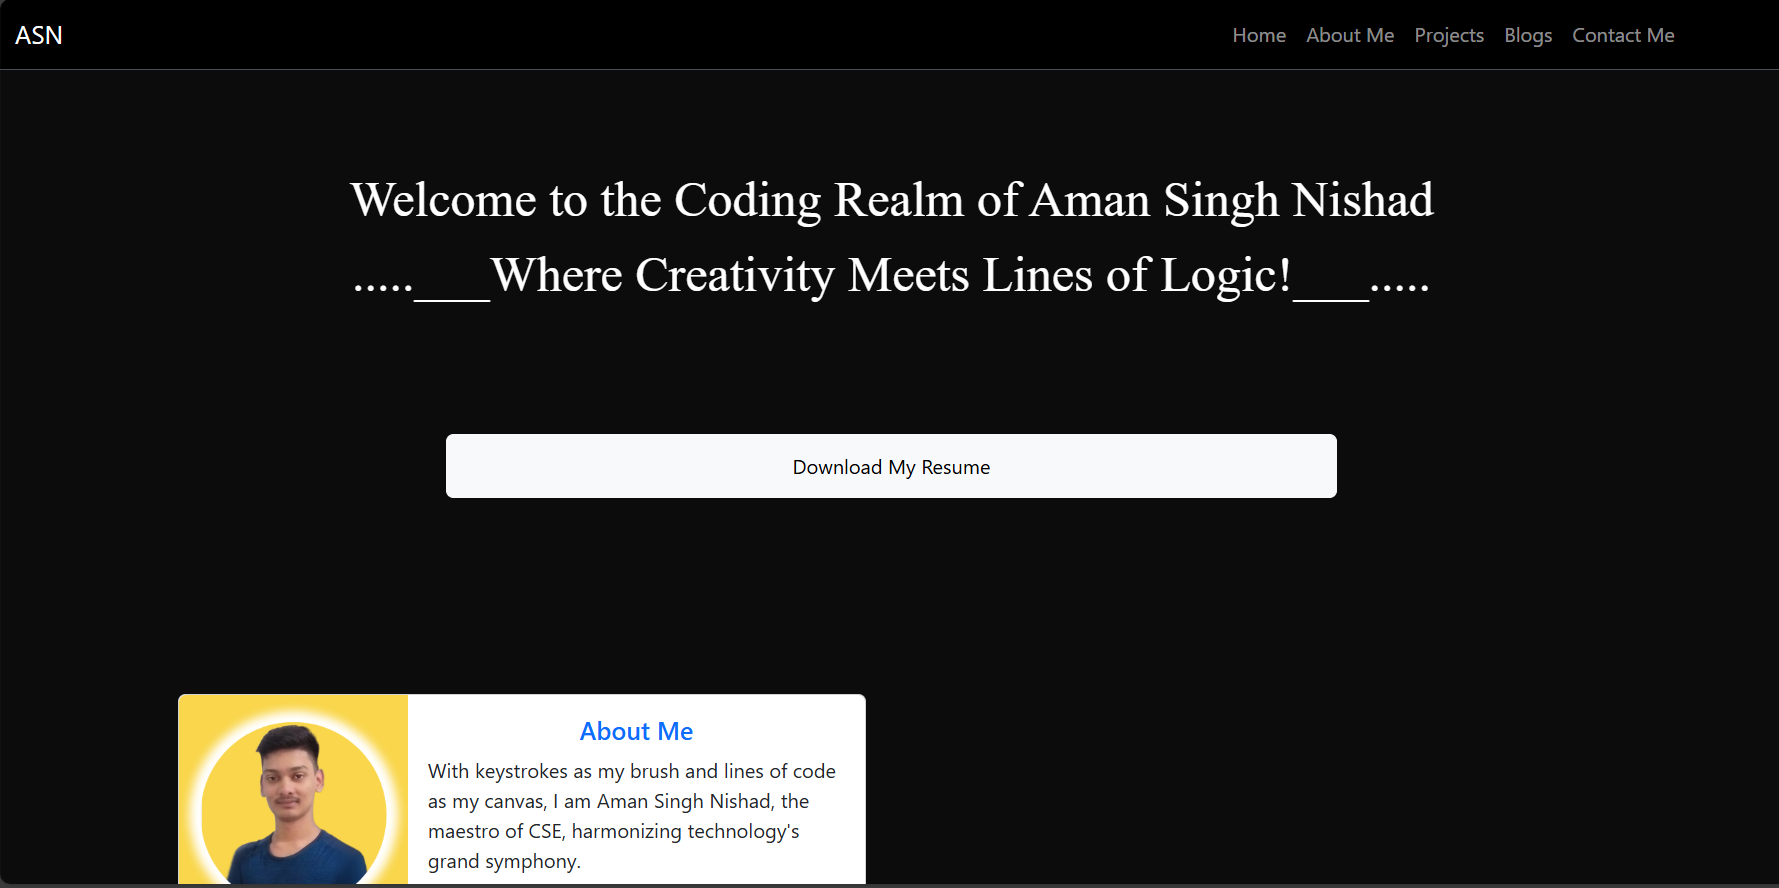 ASN
Home About Me Projects Blogs Contact Me
Welcome to the Coding Realm of Aman Singh Nishad
.....___Where Creativity Meets Lines of Logic!___.....
Download My Resume
About Me
With keystrokes as my brush and lines of code
as my canvas, I am Aman Singh Nishad, the
maestro of CSE, harmonizing technology's
grand symphony.